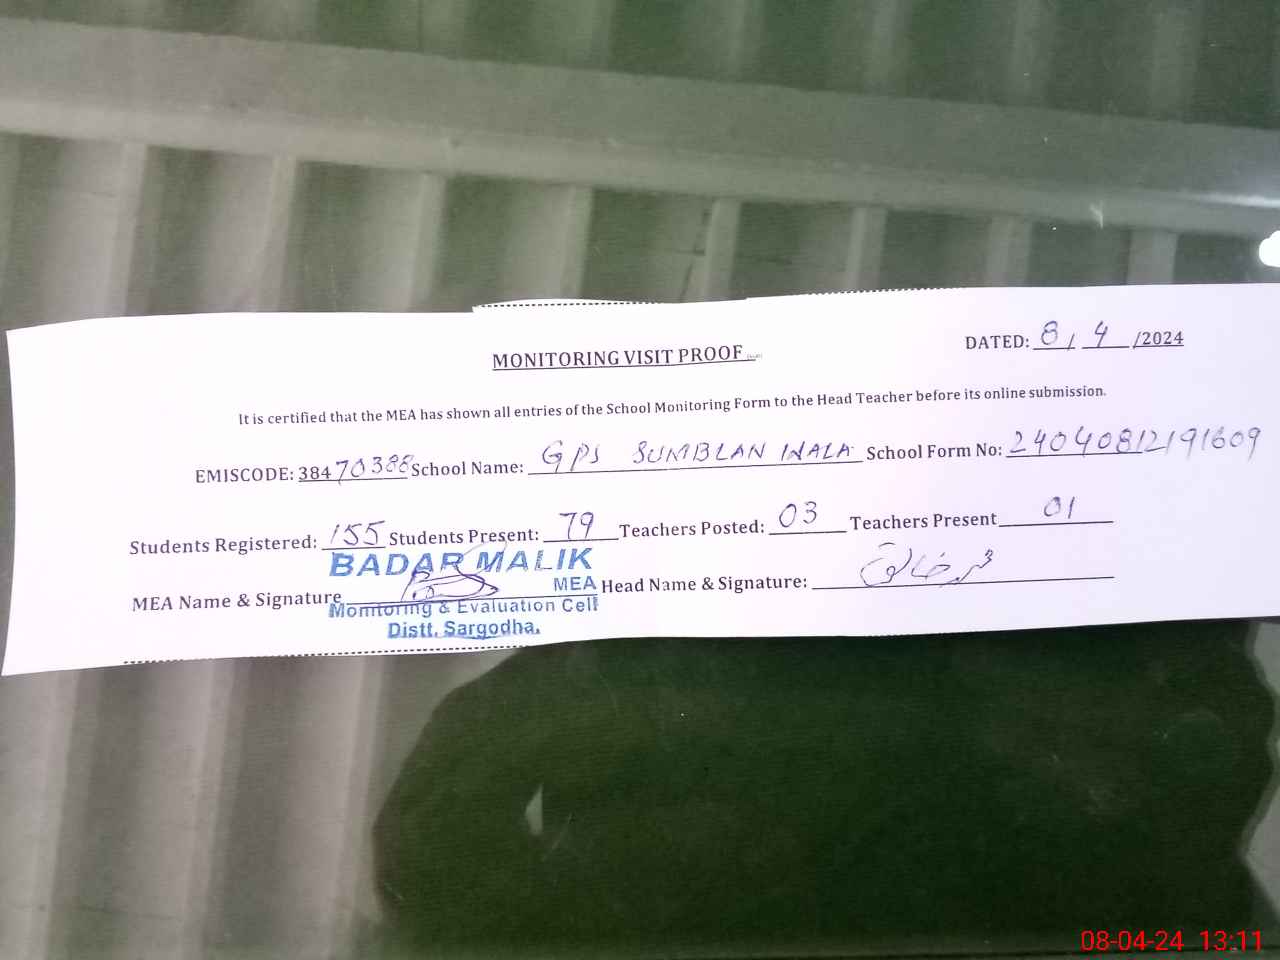 DATED: 8/ 4 /2024
MONITORING VISIT PROOF
It is certified that the MEA has shown all entries of the School Monitoring Form to the Head Teacher before its online submission.
EMISCODE: 38470388 School Name: GPS SUMBLAN WALA School Form No: 24040812191609
Students Registered: 155 Students Present: 79 Teachers Posted: 03 Teachers Present 01
BADAR MALIK
MEA
MEA Name & Signature Head Name & Signature:
Monitoring & Evaluation Cell
Distt. Sargodha.
08-04-24 13:11